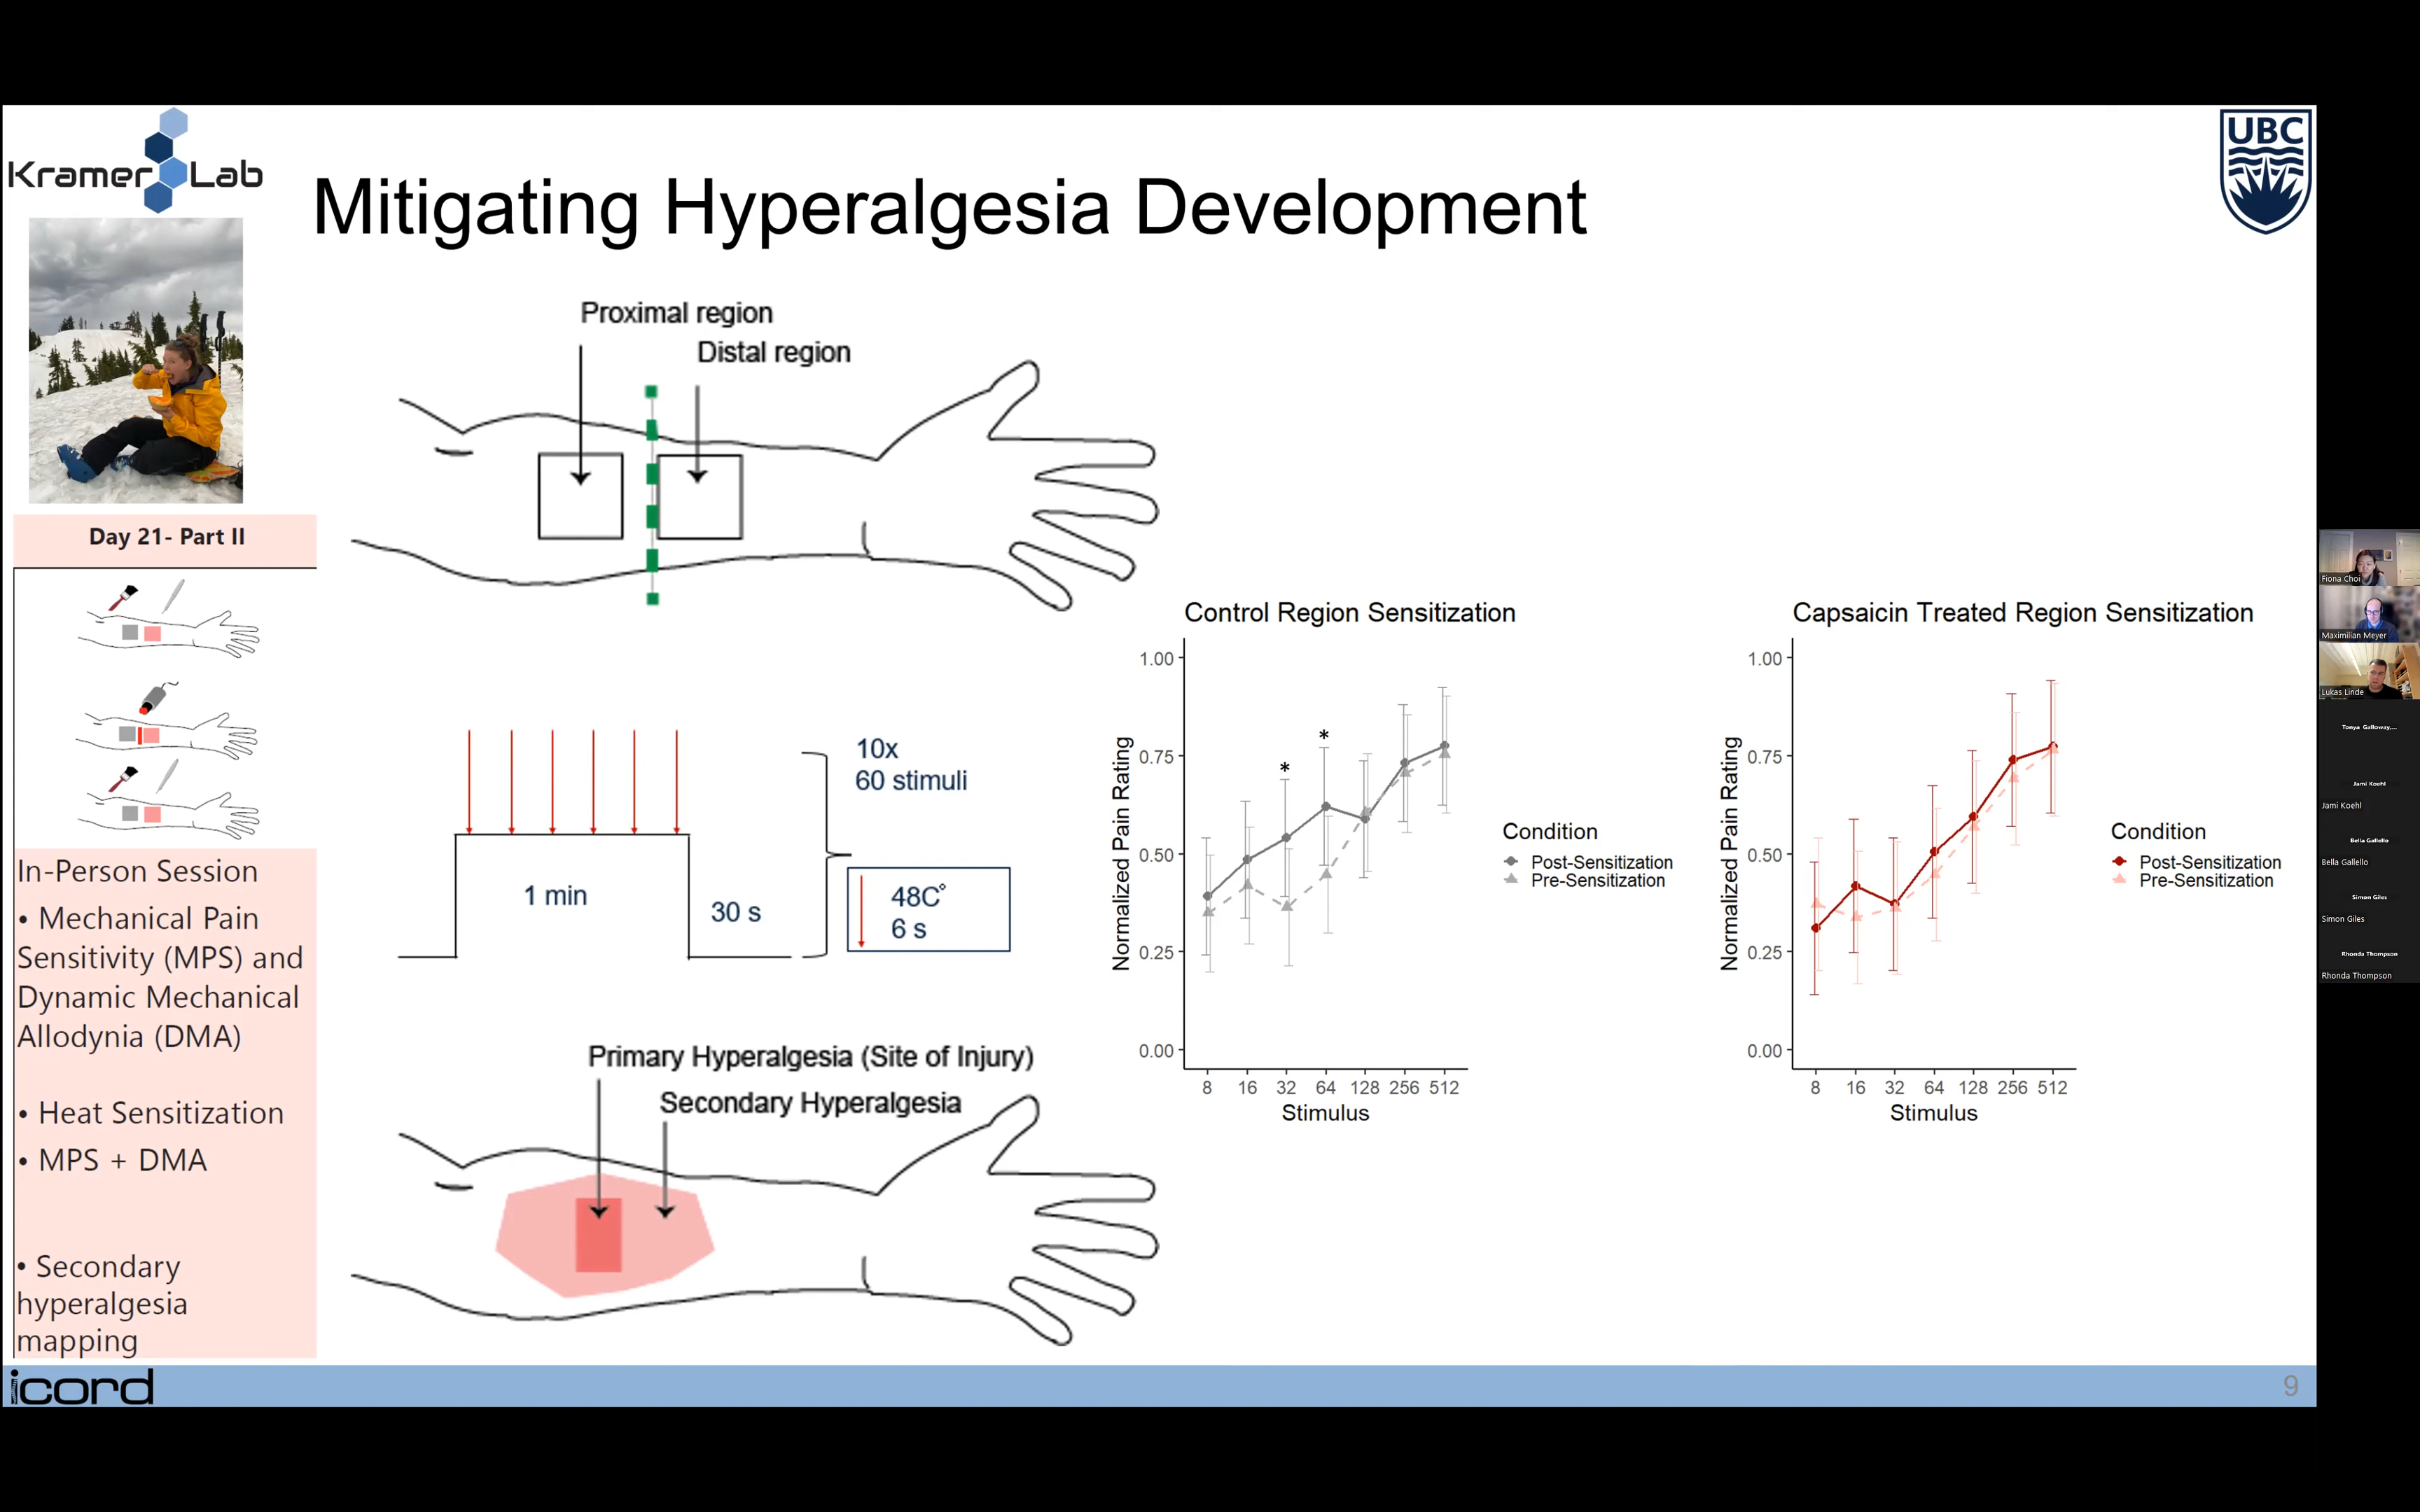 Kramer Lab
Mitigating Hyperalgesia Development
UBC
Day 21- Part II
In-Person Session
• Mechanical Pain
Sensitivity (MPS) and
Dynamic Mechanical
Allodynia (DMA)
• Heat Sensitization
• MPS + DMA
• Secondary
hyperalgesia
mapping
Proximal region
Distal region
10x
60 stimuli
1 min
30 s
48C°
6 s
Primary Hyperalgesia (Site of Injury)
Secondary Hyperalgesia
Control Region Sensitization
Normalized Pain Rating
1.00
0.75
0.50
0.25
0.00
*
*
8 16 32 64 128 256 512
Stimulus
Condition
Post-Sensitization
Pre-Sensitization
Capsaicin Treated Region Sensitization
Normalized Pain Rating
1.00
0.75
0.50
0.25
0.00
8 16 32 64 128 256 512
Stimulus
Condition
Post-Sensitization
Pre-Sensitization
Fiona Choi
Maximilian Meyer
Lukas Linde
Tonya Galloway,...
Jami Koehl
Jami Koehl
Bella Gallello
Bella Gallello
Simon Giles
Simon Giles
Rhonda Thompson
Rhonda Thompson
icord
9